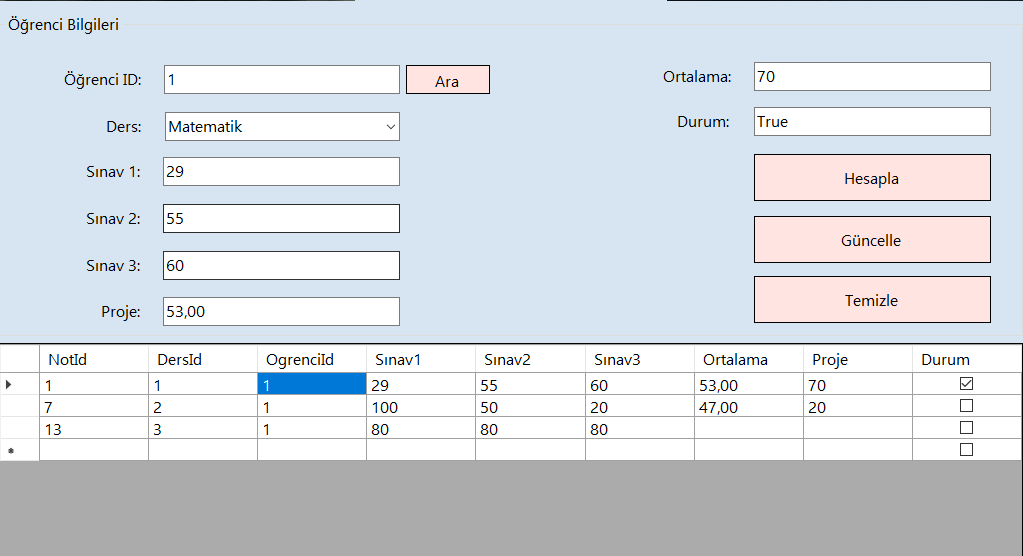 Öğrenci Bilgileri
Öğrenci ID: 1 Ara
Ders: Matematik
Sınav 1: 29
Sınav 2: 55
Sınav 3: 60
Proje: 53,00
Ortalama: 70
Durum: True
Hesapla
Güncelle
Temizle
NotId DersId OgrenciId Sınav1 Sınav2 Sınav3 Ortalama Proje Durum
1 1 1 29 55 60 53,00 70
7 2 1 100 50 20 47,00 20
13 3 1 80 80 80